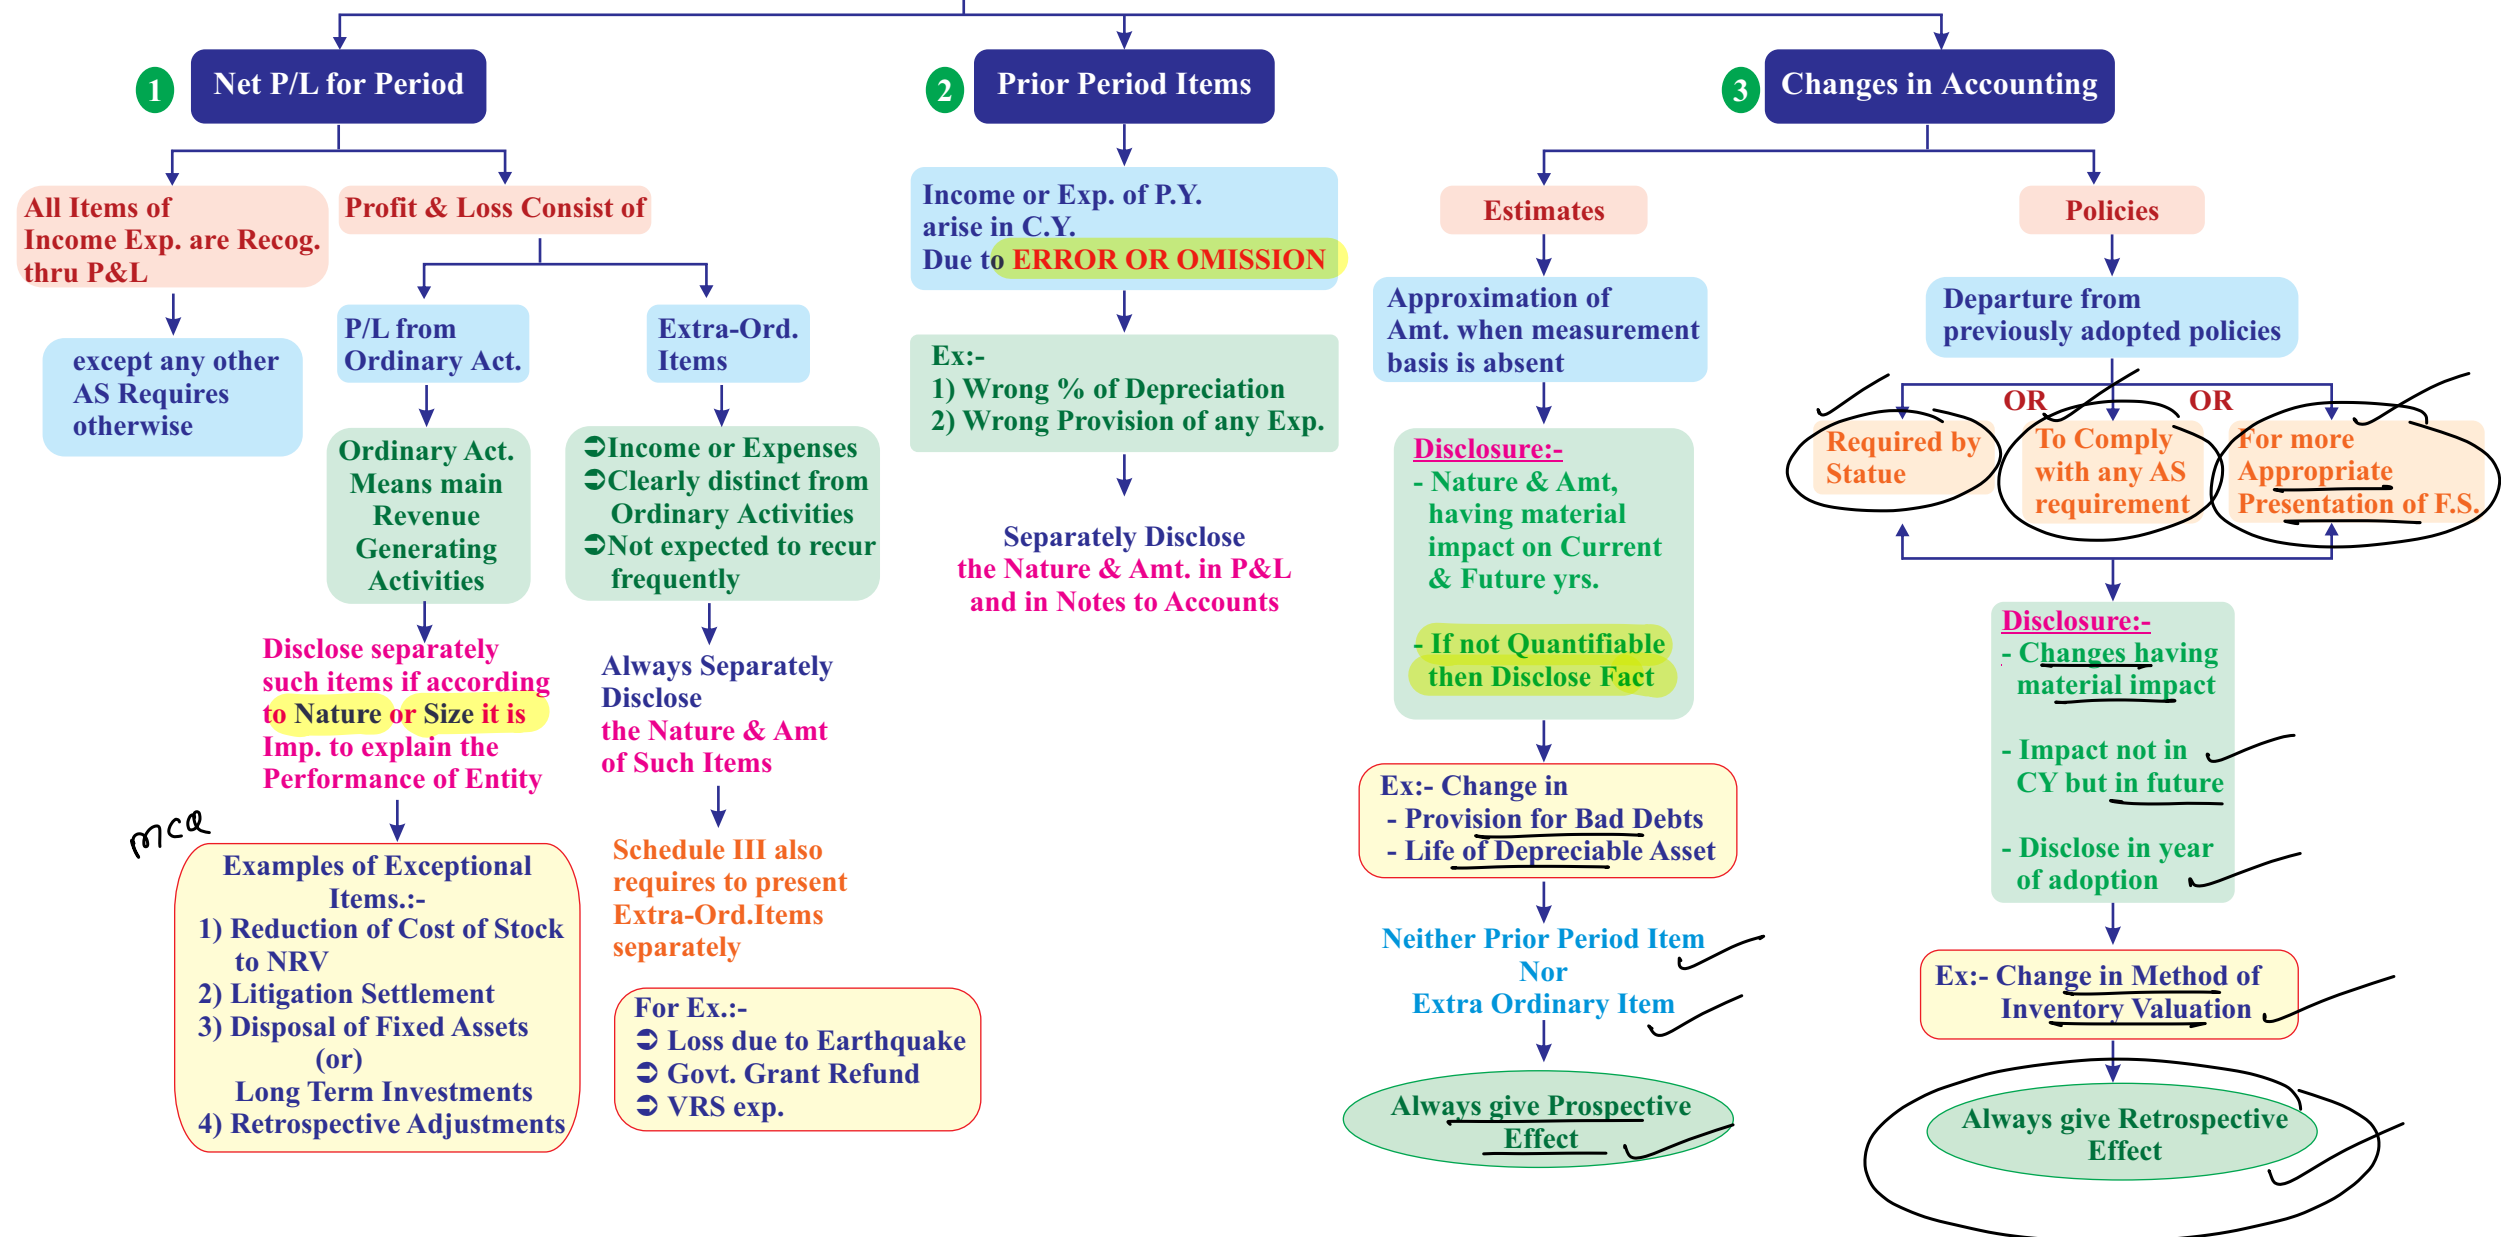 1
Net P/L for Period
All Items of
Income Exp. are Recog.
thru P&L
except any other
AS Requires
otherwise
Profit & Loss Consist of
P/L from
Ordinary Act.
Ordinary Act.
Means main
Revenue
Generating
Activities
Disclose separately
such items if according
to Nature or Size it is
Imp. to explain the
Performance of Entity
mcq
Examples of Exceptional
Items.:-
1) Reduction of Cost of Stock
to NRV
2) Litigation Settlement
3) Disposal of Fixed Assets
(or)
Long Term Investments
4) Retrospective Adjustments
Extra-Ord.
Items
➲Income or Expenses
➲Clearly distinct from
Ordinary Activities
➲Not expected to recur
frequently
Always Separately
Disclose
the Nature & Amt
of Such Items
Schedule III also
requires to present
Extra-Ord.Items
separately
For Ex.:-
➲ Loss due to Earthquake
➲ Govt. Grant Refund
➲ VRS exp.
2
Prior Period Items
Income or Exp. of P.Y.
arise in C.Y.
Due to ERROR OR OMISSION
Ex:-
1) Wrong % of Depreciation
2) Wrong Provision of any Exp.
Separately Disclose
the Nature & Amt. in P&L
and in Notes to Accounts
3
Changes in Accounting
Estimates
Approximation of
Amt. when measurement
basis is absent
Disclosure:-
- Nature & Amt,
having material
impact on Current
& Future yrs.
- If not Quantifiable
then Disclose Fact
Ex:- Change in
- Provision for Bad Debts
- Life of Depreciable Asset
Neither Prior Period Item
Nor
Extra Ordinary Item
Always give Prospective
Effect
Policies
Departure from
previously adopted policies
OR
OR
Required by
Statue
To Comply
with any AS
requirement
For more
Appropriate
Presentation of F.S.
Disclosure:-
- Changes having
material impact
- Impact not in
CY but in future
- Disclose in year
of adoption
Ex:- Change in Method of
Inventory Valuation
Always give Retrospective
Effect